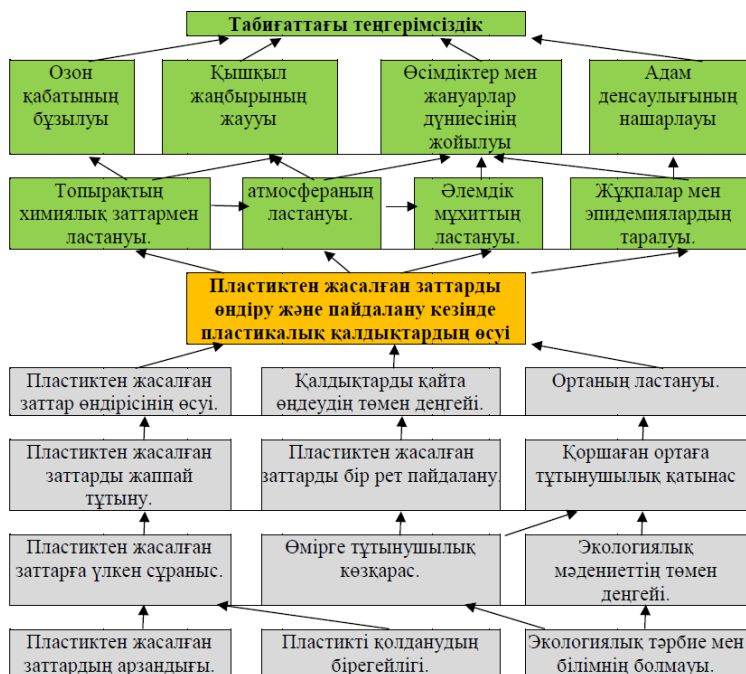 Табиғаттағы теңгерімсіздік
Озон
қабатының
бұзылуы
Қышқыл
жаңбырының
жаууы
Өсімдіктер мен
жануарлар
дүниесінің
жойылуы
Адам
денсаулығының
нашарлауы
Топырақтың
химиялық заттармен
ластануы.
атмосфераның
ластануы.
Әлемдік
мұхиттың
ластануы.
Жұқпалар мен
эпидемиялардың
таралуы.
Пластиктен жасалған заттарды
өндіру және пайдалану кезінде
пластикалық қалдықтардың өсуі
Пластиктен жасалған
заттар өндірісінің өсуі.
Қалдықтарды қайта
өңдеудің төмен деңгейі.
Ортаның ластануы.
Пластиктен жасалған
заттарды жаппай
тұтыну.
Пластиктен жасалған
заттарды бір рет пайдалану.
Қоршаған ортаға
тұтынушылық қатынас
Пластиктен жасалған
заттарға үлкен сұраныс.
Өмірге тұтынушылық
көзқарас.
Экологиялық
мәдениеттің төмен
деңгейі.
Пластиктен жасалған
заттардың арзандығы.
Пластикті қолданудың
бірегейлігі.
Экологиялық тәрбие мен
білімнің болмауы.